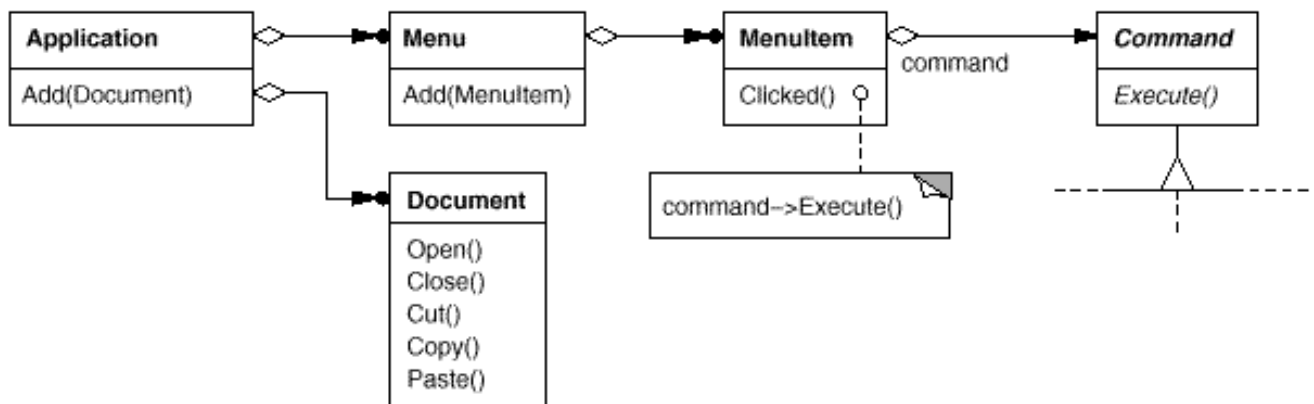 Application
Add(Document)
Menu
Add(MenuItem)
MenuItem
Clicked()
command
Command
Execute()
command−>Execute()
Document
Open()
Close()
Cut()
Copy()
Paste()